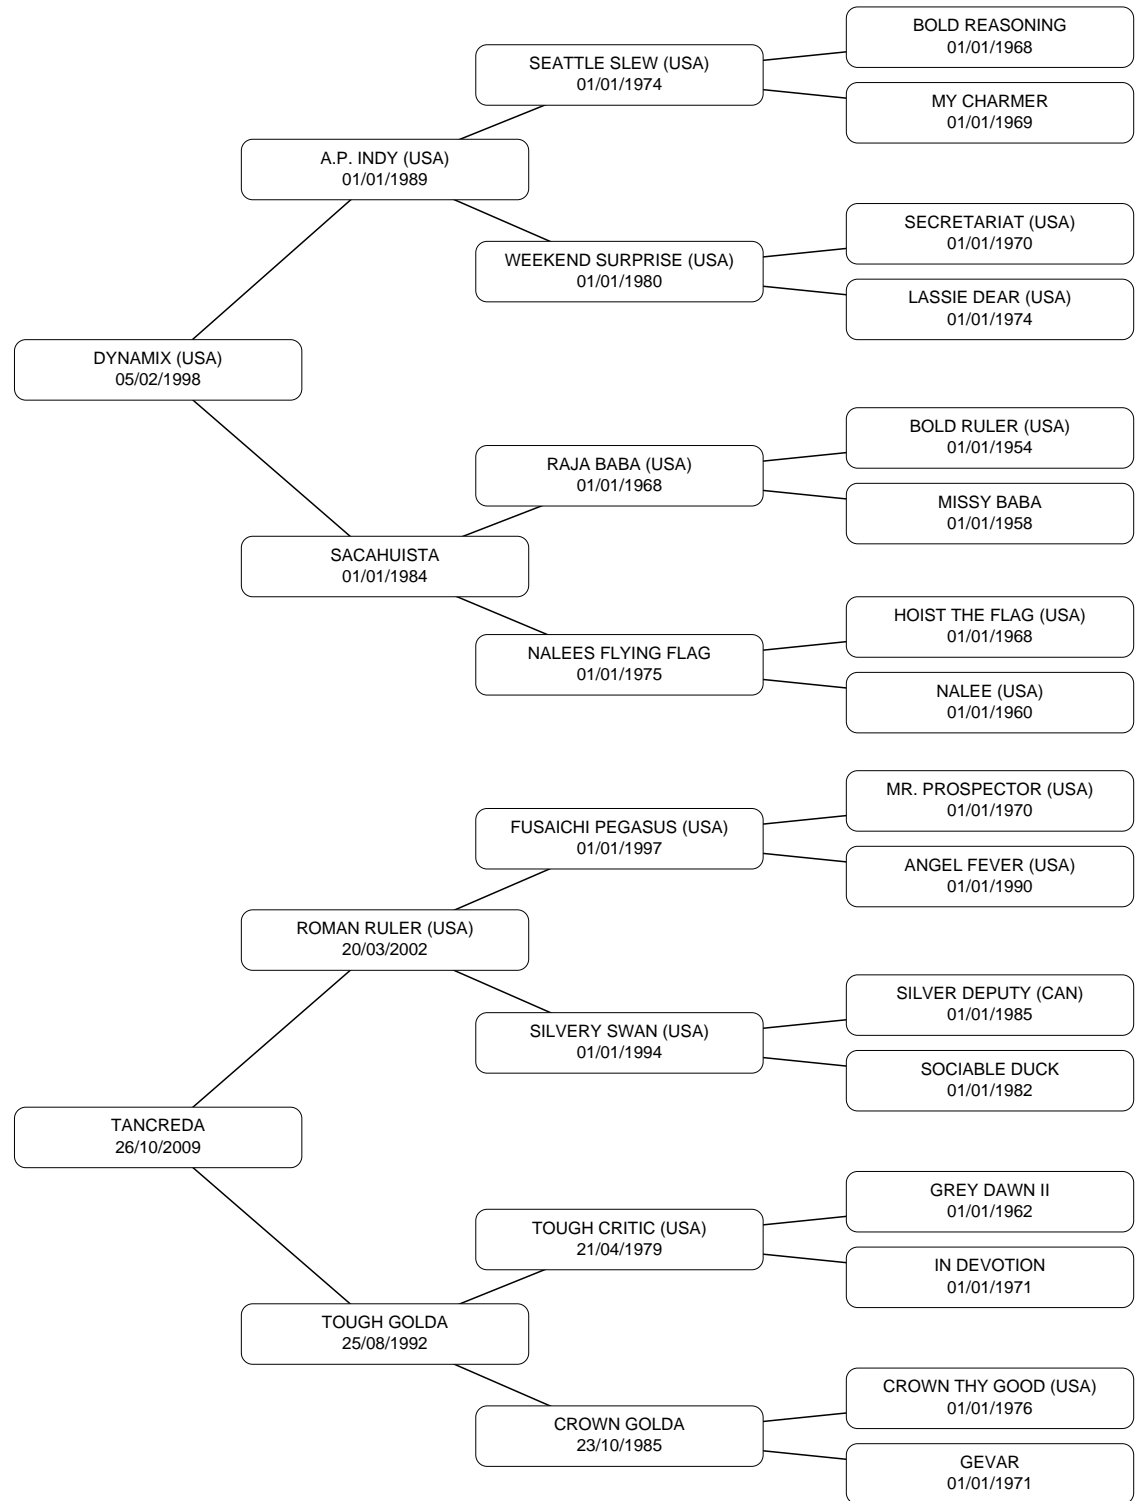 BOLD REASONING
01/01/1968
SEATTLE SLEW (USA)
01/01/1974
MY CHARMER
01/01/1969
A.P. INDY (USA)
01/01/1989
SECRETARIAT (USA)
01/01/1970
WEEKEND SURPRISE (USA)
01/01/1980
LASSIE DEAR (USA)
01/01/1974
DYNAMIX (USA)
05/02/1998
BOLD RULER (USA)
01/01/1954
RAJA BABA (USA)
01/01/1968
MISSY BABA
01/01/1958
SACAHUISTA
01/01/1984
HOIST THE FLAG (USA)
01/01/1968
NALEES FLYING FLAG
01/01/1975
NALEE (USA)
01/01/1960
MR. PROSPECTOR (USA)
01/01/1970
FUSAICHI PEGASUS (USA)
01/01/1997
ANGEL FEVER (USA)
01/01/1990
ROMAN RULER (USA)
20/03/2002
SILVER DEPUTY (CAN)
01/01/1985
SILVERY SWAN (USA)
01/01/1994
SOCIABLE DUCK
01/01/1982
TANCREDA
26/10/2009
GREY DAWN II
01/01/1962
TOUGH CRITIC (USA)
21/04/1979
IN DEVOTION
01/01/1971
TOUGH GOLDA
25/08/1992
CROWN THY GOOD (USA)
01/01/1976
CROWN GOLDA
23/10/1985
GEVAR
01/01/1971